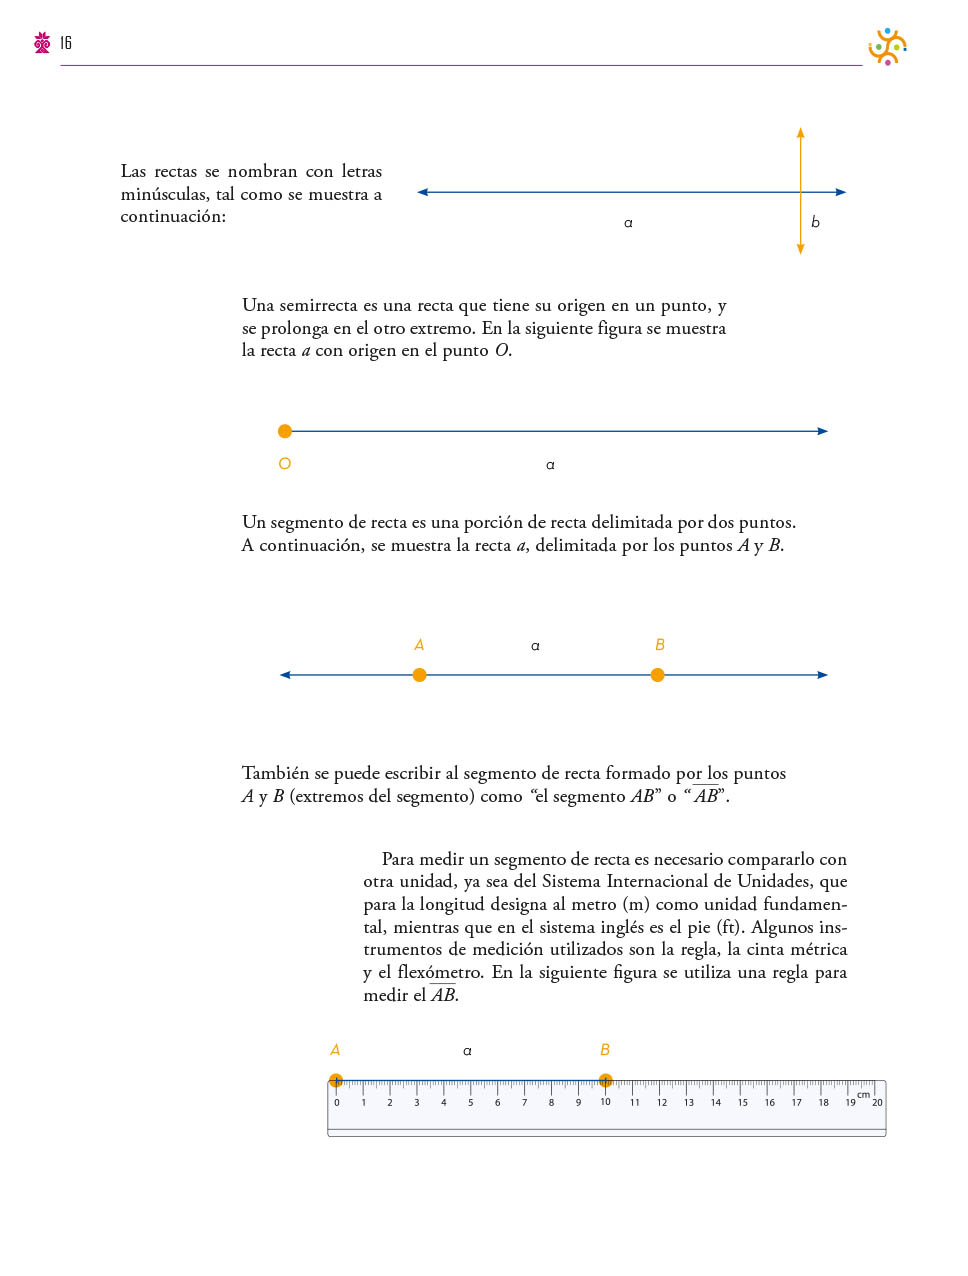 16
Las rectas se nombran con letras
minúsculas, tal como se muestra a
continuación:
a
b
Una semirrecta es una recta que tiene su origen en un punto, y
se prolonga en el otro extremo. En la siguiente figura se muestra
la recta a con origen en el punto O.
O
a
Un segmento de recta es una porción de recta delimitada por dos puntos.
A continuación, se muestra la recta a, delimitada por los puntos A y B.
A a B
También se puede escribir al segmento de recta formado por los puntos
A y B (extremos del segmento) como “el segmento AB” o “A̅B̅”.
Para medir un segmento de recta es necesario compararlo con
otra unidad, ya sea del Sistema Internacional de Unidades, que
para la longitud designa al metro (m) como unidad fundamen-
tal, mientras que en el sistema inglés es el pie (ft). Algunos ins-
trumentos de medición utilizados son la regla, la cinta métrica
y el flexómetro. En la siguiente figura se utiliza una regla para
medir el A̅B̅.
A a B
0 1 2 3 4 5 6 7 8 9 10 11 12 13 14 15 16 17 18 19 cm 20